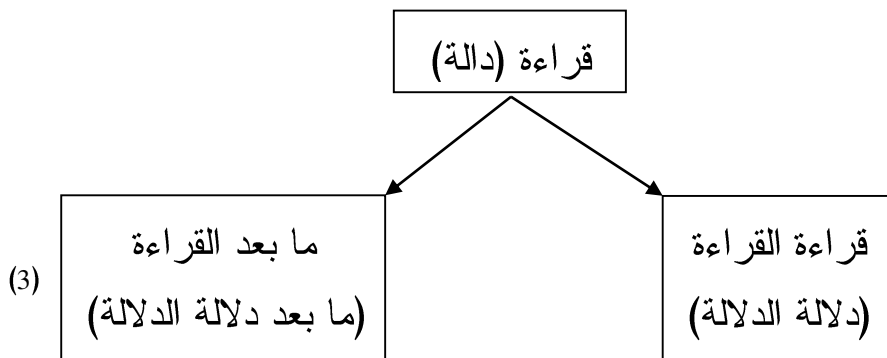 قراءة (دالة)
قراءة القراءة
(دلالة الدلالة)
ما بعد القراءة
(ما بعد دلالة الدلالة)
(3)